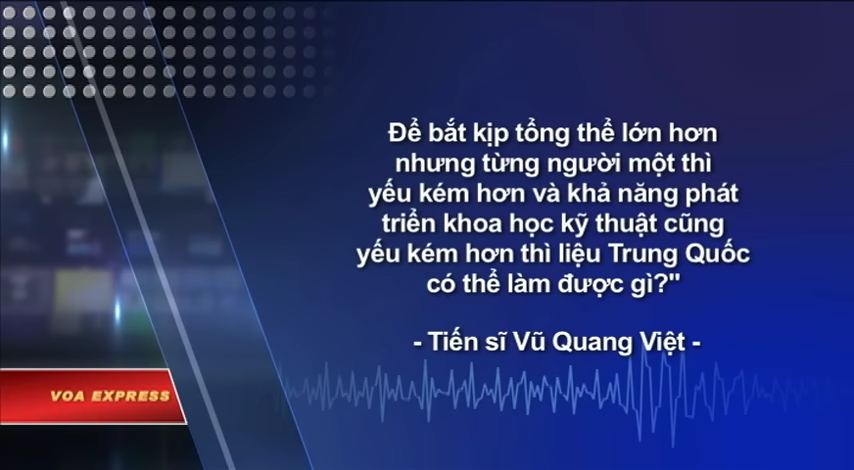 Để bắt kịp tổng thể lớn hơn
nhưng từng người một thì
yếu kém hơn và khả năng phát
triển khoa học kỹ thuật cũng
yếu kém hơn thì liệu Trung Quốc
có thể làm được gì?"
- Tiến sĩ Vũ Quang Việt -
VOA EXPRESS